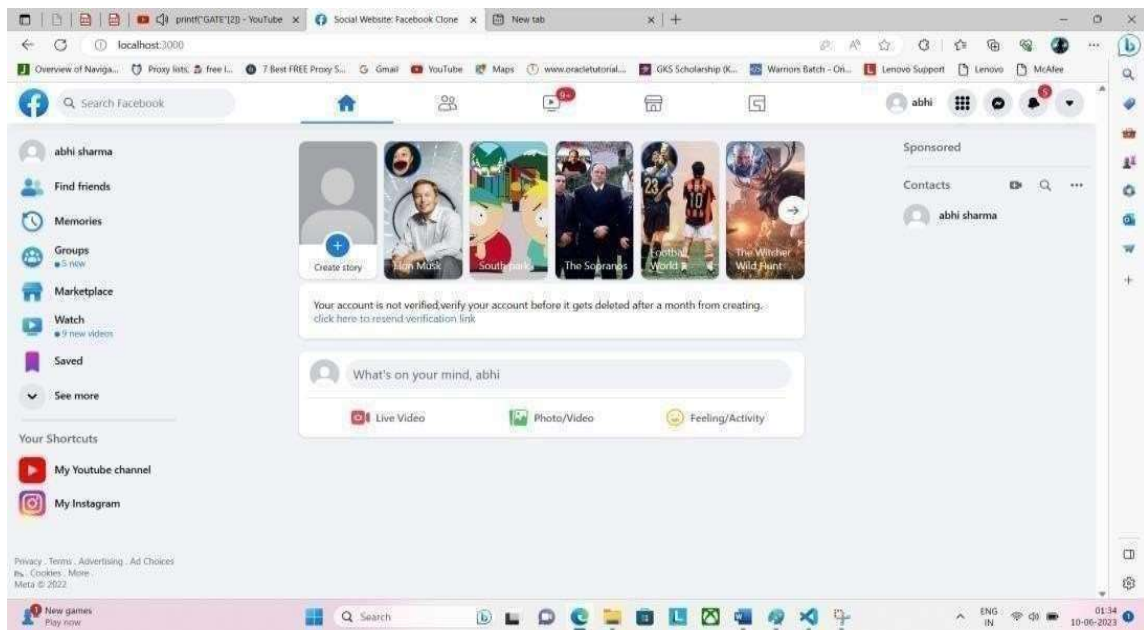 printf("GATE"[2]) - YouTube
Social Website: Facebook Clone
New tab
localhost:3000
Overview of Naviga...
Proxy lists, free l...
7 Best FREE Proxy S...
Gmail
YouTube
Maps
www.oracletutorial....
GKS Scholarship (K...
Warriors Batch - On...
Lenovo Support
Lenovo
McAfee
Search Facebook
9+
abhi
5
abhi sharma
Find friends
Memories
Groups
5 new
Marketplace
Watch
9 new videos
Saved
See more
Your Shortcuts
My Youtube channel
My Instagram
Privacy . Terms . Advertising . Ad Choices
. Cookies . More .
Meta © 2022
Create story
Elon Musk
South park
The Sopranos
23
10
Football
World
The Witcher
Wild Hunt
Your account is not verified,verify your account before it gets deleted after a month from creating.
click here to resend verification link
What's on your mind, abhi
Live Video
Photo/Video
Feeling/Activity
Sponsored
Contacts
abhi sharma
New games
Play now
Search
ENG
IN
01:34
10-06-2023